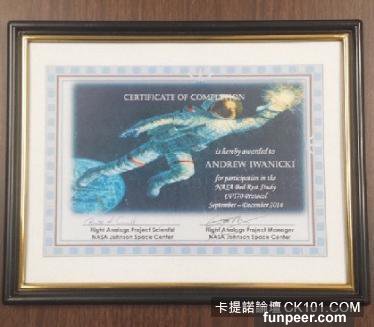 CERTIFICATE OF COMPLETION
is hereby awarded to
ANDREW IWANICKI
for participation in the
NASA Bed Rest Study
CFT70 Protocol
September - December 2014
Flight Analogs Project Scientist
NASA Johnson Space Center
Flight Analogs Project Manager
NASA Johnson Space Center
卡提諾論壇 CK101.COM
funpeer.com